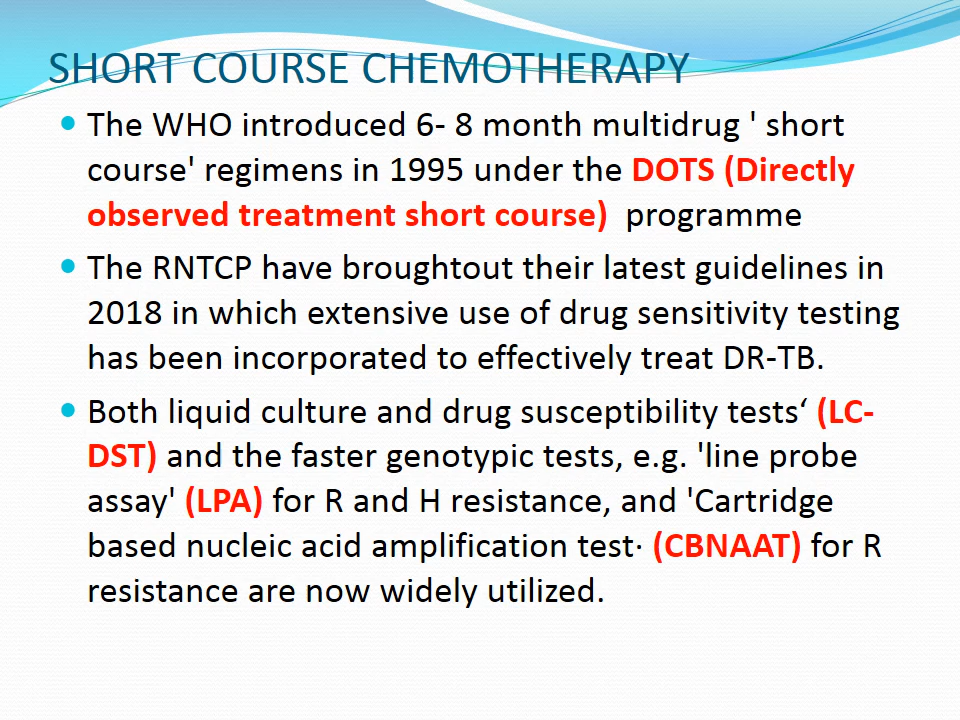 SHORT COURSE CHEMOTHERAPY
• The WHO introduced 6- 8 month multidrug ' short
course' regimens in 1995 under the DOTS (Directly
observed treatment short course)  programme
• The RNTCP have broughtout their latest guidelines in
2018 in which extensive use of drug sensitivity testing
has been incorporated to effectively treat DR-TB.
• Both liquid culture and drug susceptibility tests‘ (LC-
DST) and the faster genotypic tests, e.g. 'line probe
assay' (LPA) for R and H resistance, and 'Cartridge
based nucleic acid amplification test· (CBNAAT) for R
resistance are now widely utilized.